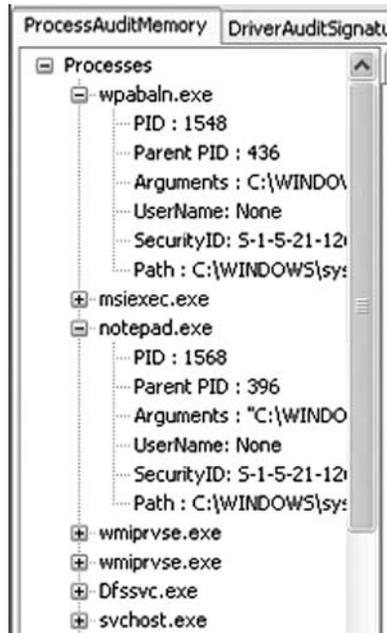 ProcessAuditMemory DriverAuditSignatu
Processes
wpabaln.exe
PID : 1548
Parent PID : 436
Arguments : C:\WINDO\
UserName: None
SecurityID: S-1-5-21-12
Path : C:\WINDOWS\sys
msiexec.exe
notepad.exe
PID : 1568
Parent PID : 396
Arguments : "C:\WINDO
UserName: None
SecurityID: S-1-5-21-12
Path : C:\WINDOWS\sys
wmiprvse.exe
wmiprvse.exe
Dfssvc.exe
svchost.exe